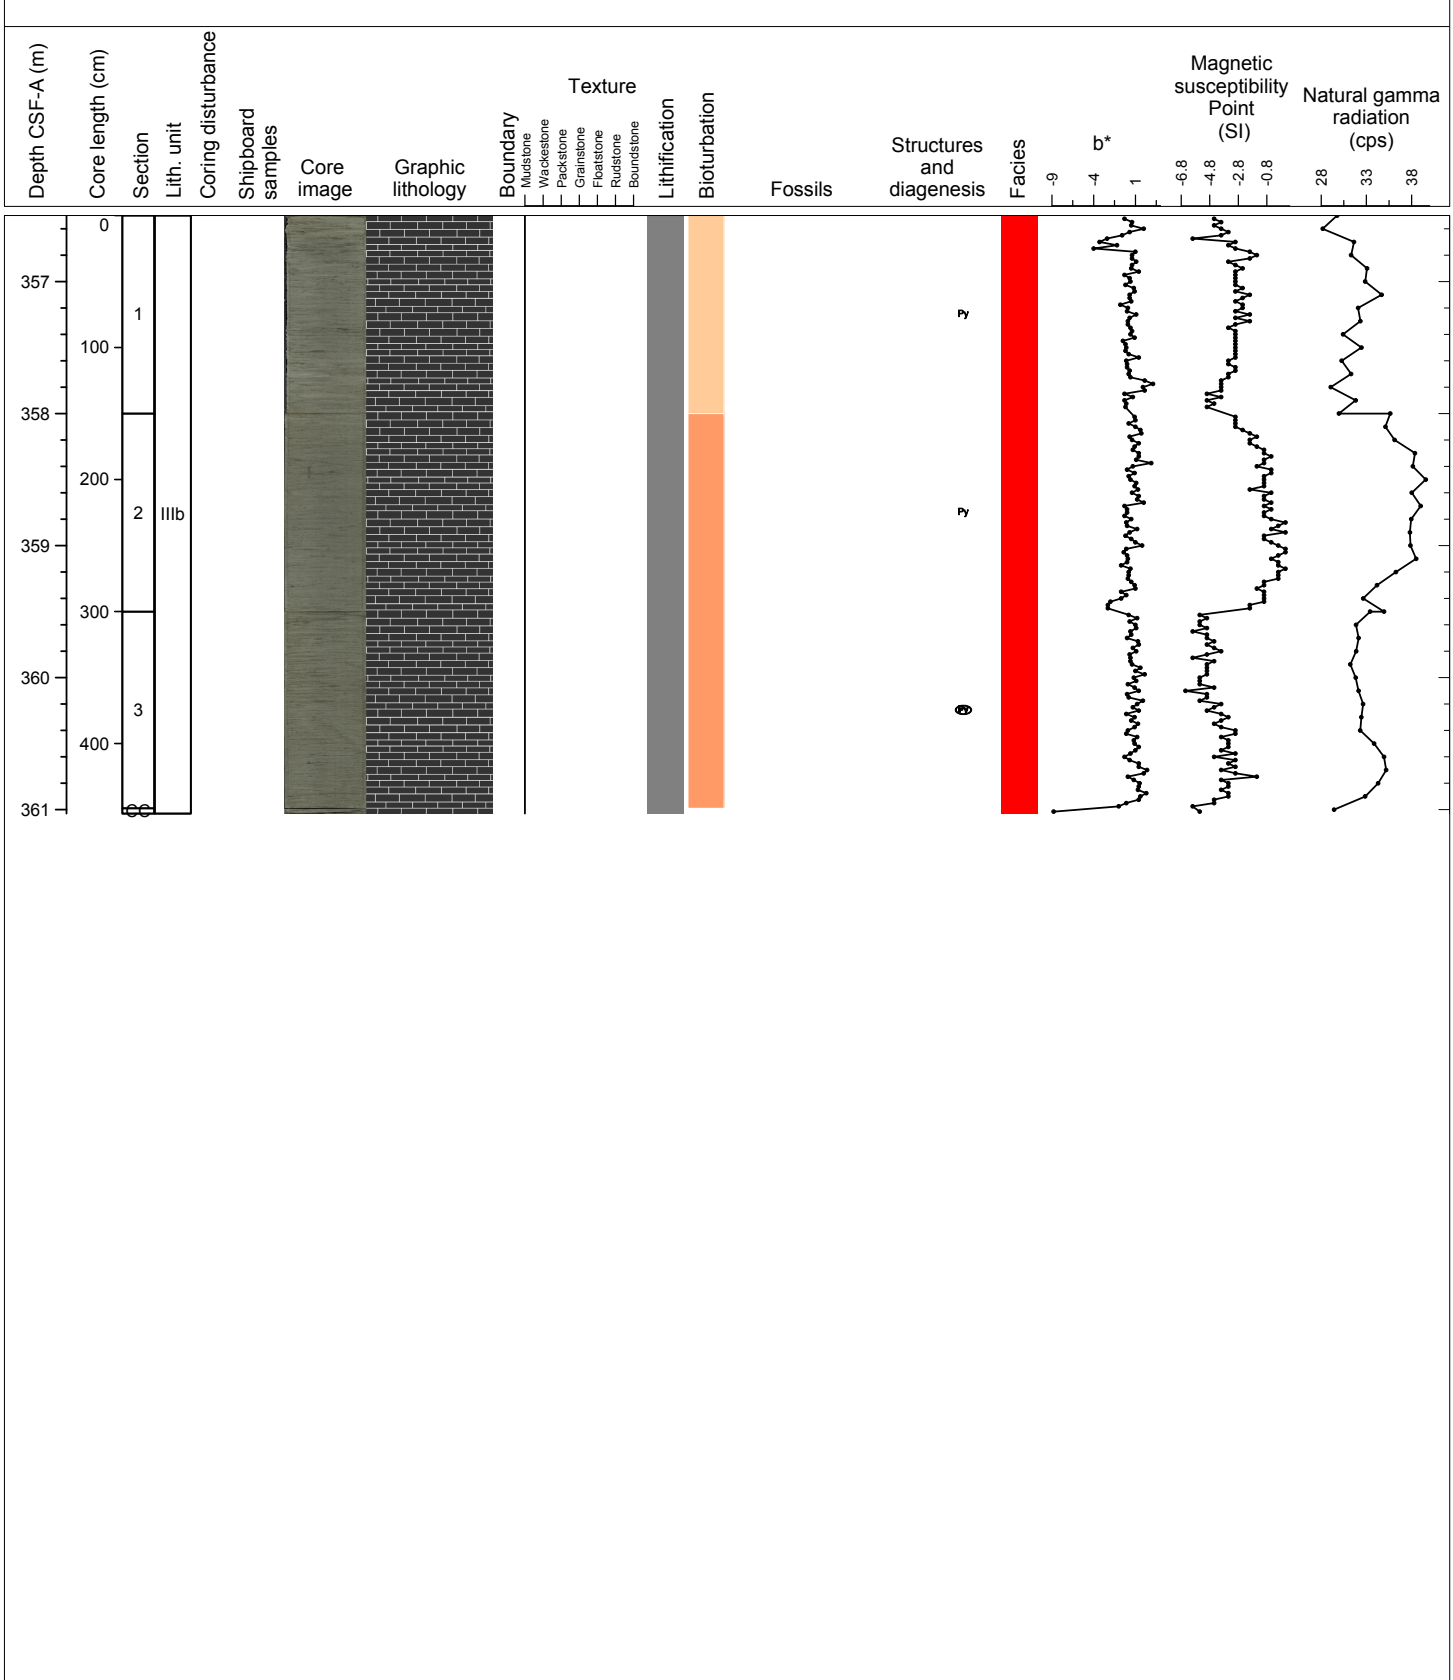 Depth CSF-A (m)
Core length (cm)
Section
Lith. unit
Coring disturbance
Shipboard
samples
Core
image
Graphic
lithology
Boundary
Texture
Mudstone
Wackestone
Packstone
Grainstone
Floatstone
Rudstone
Boundstone
Lithification
Bioturbation
Fossils
Structures
and
diagenesis
Facies
b*
-9
-4
1
Magnetic
susceptibility
Point
(SI)
-6.8
-4.8
-2.8
-0.8
Natural gamma
radiation
(cps)
28
33
38
0
357
1
Py
100
358
200
2
IIIb
Py
359
300
360
3
Py
400
361
CC